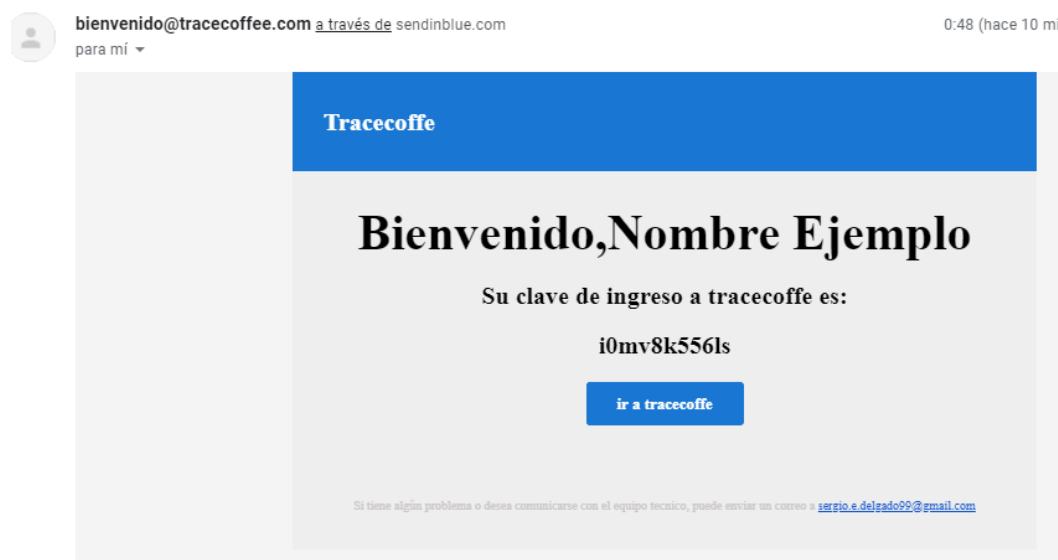 bienvenido@tracecoffee.com a través de sendinblue.com 0:48 (hace 10 mi
para mí
Tracecoffe
Bienvenido,Nombre Ejemplo
Su clave de ingreso a tracecoffe es:
i0mv8k556ls
ir a tracecoffe
Si tiene algún problema o desea comunicarse con el equipo tecnico, puede enviar un correo a sergio.e.delgado99@gmail.com